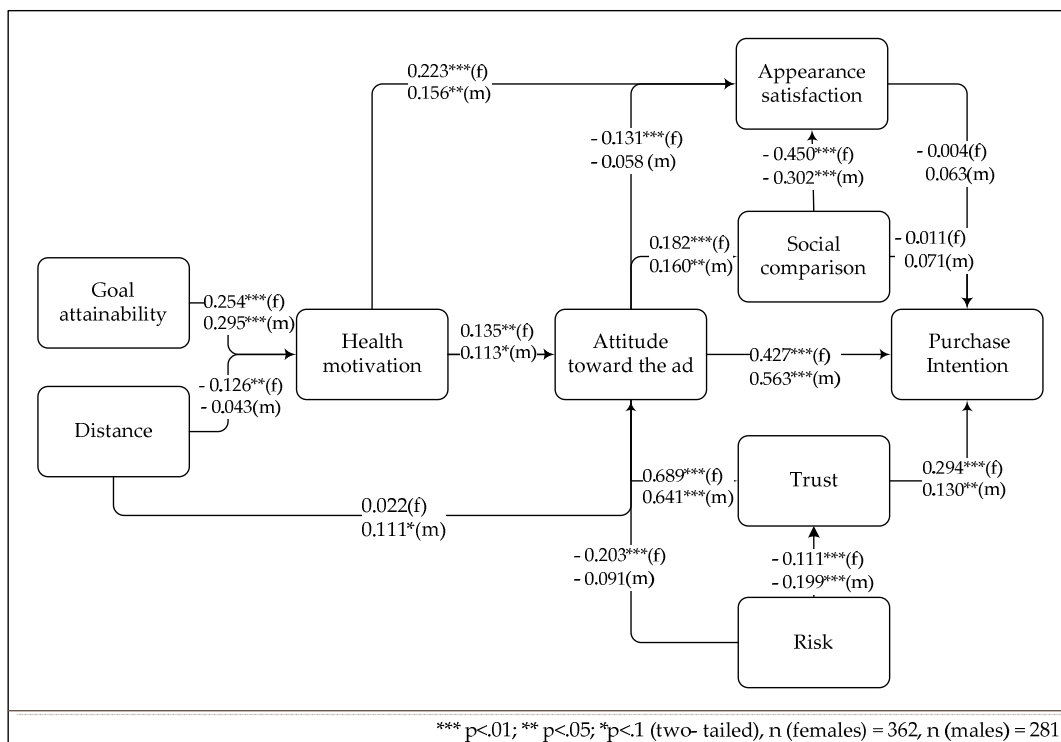 Appearance
satisfaction
0.223***(f)
0.156**(m)
- 0.131***(f)
- 0.058 (m)
- 0.450***(f)
- 0.302***(m)
- 0.004(f)
0.063(m)
0.182***(f)
0.160**(m)
Social
comparison
- 0.011(f)
0.071(m)
Goal
attainability
0.254***(f)
0.295***(m)
Health
motivation
0.135**(f)
0.113*(m)
Attitude
toward the ad
0.427***(f)
0.563***(m)
Purchase
Intention
- 0.126**(f)
- 0.043(m)
Distance
0.689***(f)
0.641***(m)
Trust
0.294***(f)
0.130**(m)
0.022(f)
0.111*(m)
- 0.203***(f)
- 0.091(m)
- 0.111***(f)
- 0.199***(m)
Risk
*** p<.01; ** p<.05; *p<.1 (two- tailed), n (females) = 362, n (males) = 281